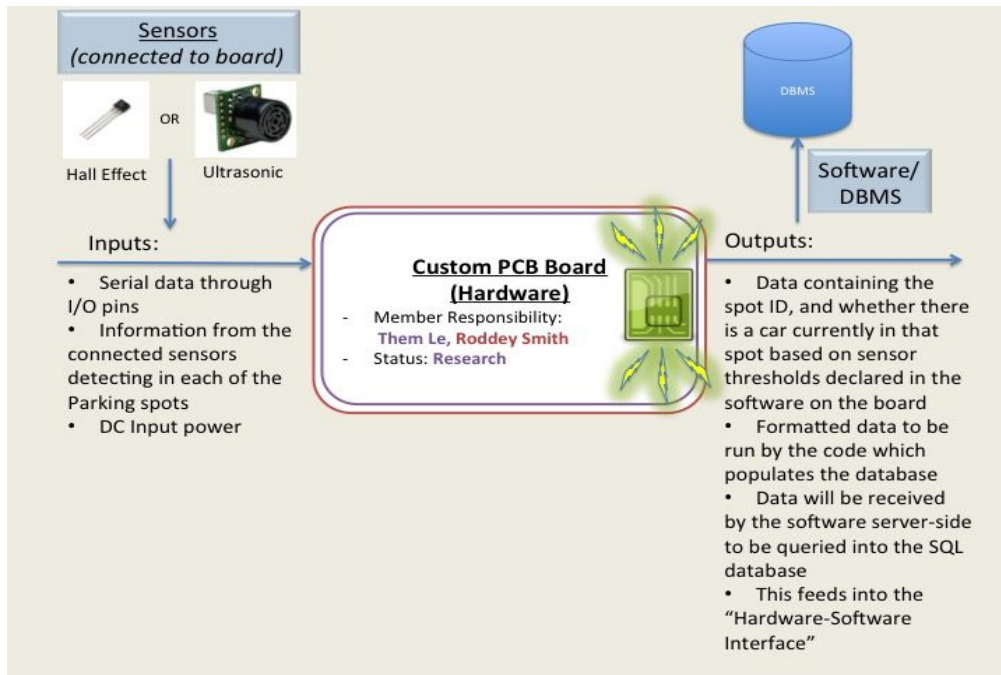 Sensors
(connected to board)
OR
Hall Effect
Ultrasonic
Inputs:
• Serial data through
I/O pins
• Information from the
connected sensors
detecting in each of the
Parking spots
• DC Input power
Custom PCB Board
(Hardware)
- Member Responsibility:
Them Le, Roddey Smith
- Status: Research
DBMS
Software/
DBMS
Outputs:
• Data containing the
spot ID, and whether there
is a car currently in that
spot based on sensor
thresholds declared in the
software on the board
• Formatted data to be
run by the code which
populates the database
• Data will be received
by the software server-side
to be queried into the SQL
database
• This feeds into the
“Hardware-Software
Interface”